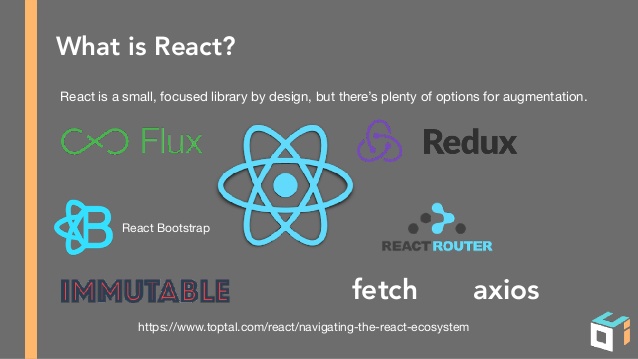 What is React?
React is a small, focused library by design, but there's plenty of options for augmentation.
Flux
Redux
B
React Bootstrap
REACT ROUTER
IMMUTABLE
fetch
axios
https://www.toptal.com/react/navigating-the-react-ecosystem